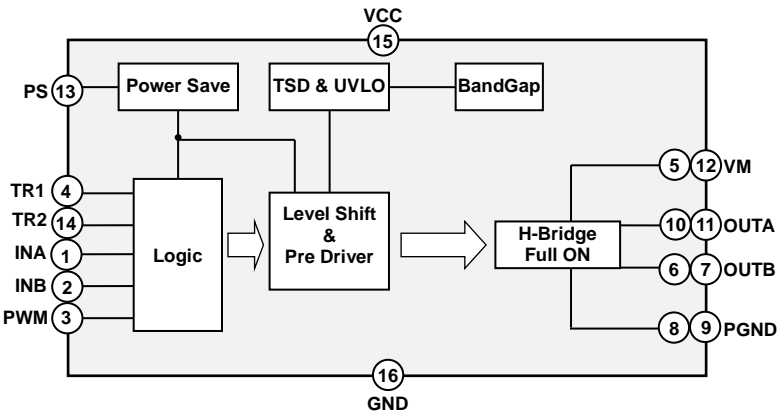 VCC
15
PS 13
Power Save
TSD & UVLO
BandGap
TR1 4
TR2 14
INA 1
INB 2
PWM 3
Logic
Level Shift
&
Pre Driver
H-Bridge
Full ON
5 12 VM
10 11 OUTA
6 7 OUTB
8 9 PGND
16
GND